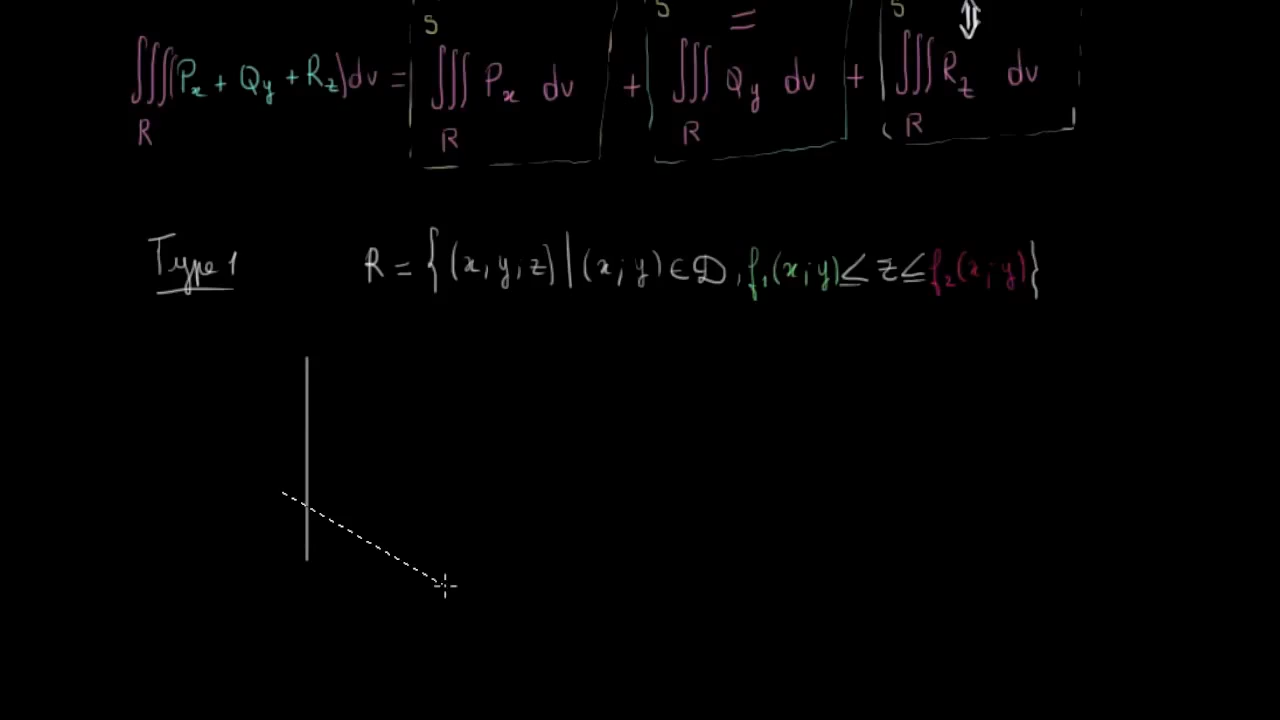 S S = S ⇕
∭(Pₓ + Q_y + R_z)dv = ∭ Pₓ dv + ∭ Q_y dv + ∭ R_z dv
R R R R
Type 1 R = {(x, y, z) | (x; y) ∈ D, f₁(x; y) ≤ z ≤ f₂(x; y)}